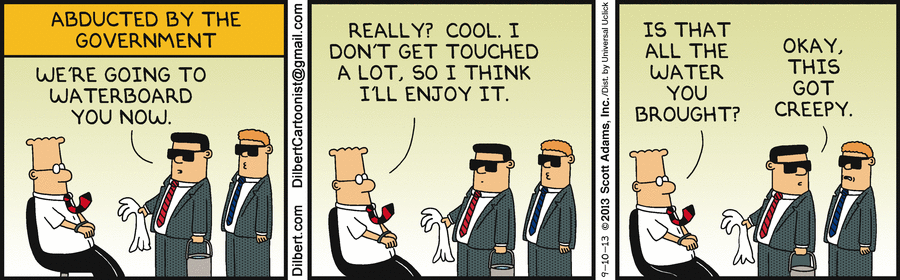 ABDUCTED BY THE
GOVERNMENT
WE'RE GOING TO
WATERBOARD
YOU NOW.
DilbertCartoonist@gmail.com
Dilbert.com
REALLY? COOL. I
DON'T GET TOUCHED
A LOT, SO I THINK
I'LL ENJOY IT.
9-10-13 ©2013 Scott Adams, Inc. /Dist. by Universal Uclick
IS THAT
ALL THE
WATER
YOU
BROUGHT?
OKAY,
THIS
GOT
CREEPY.